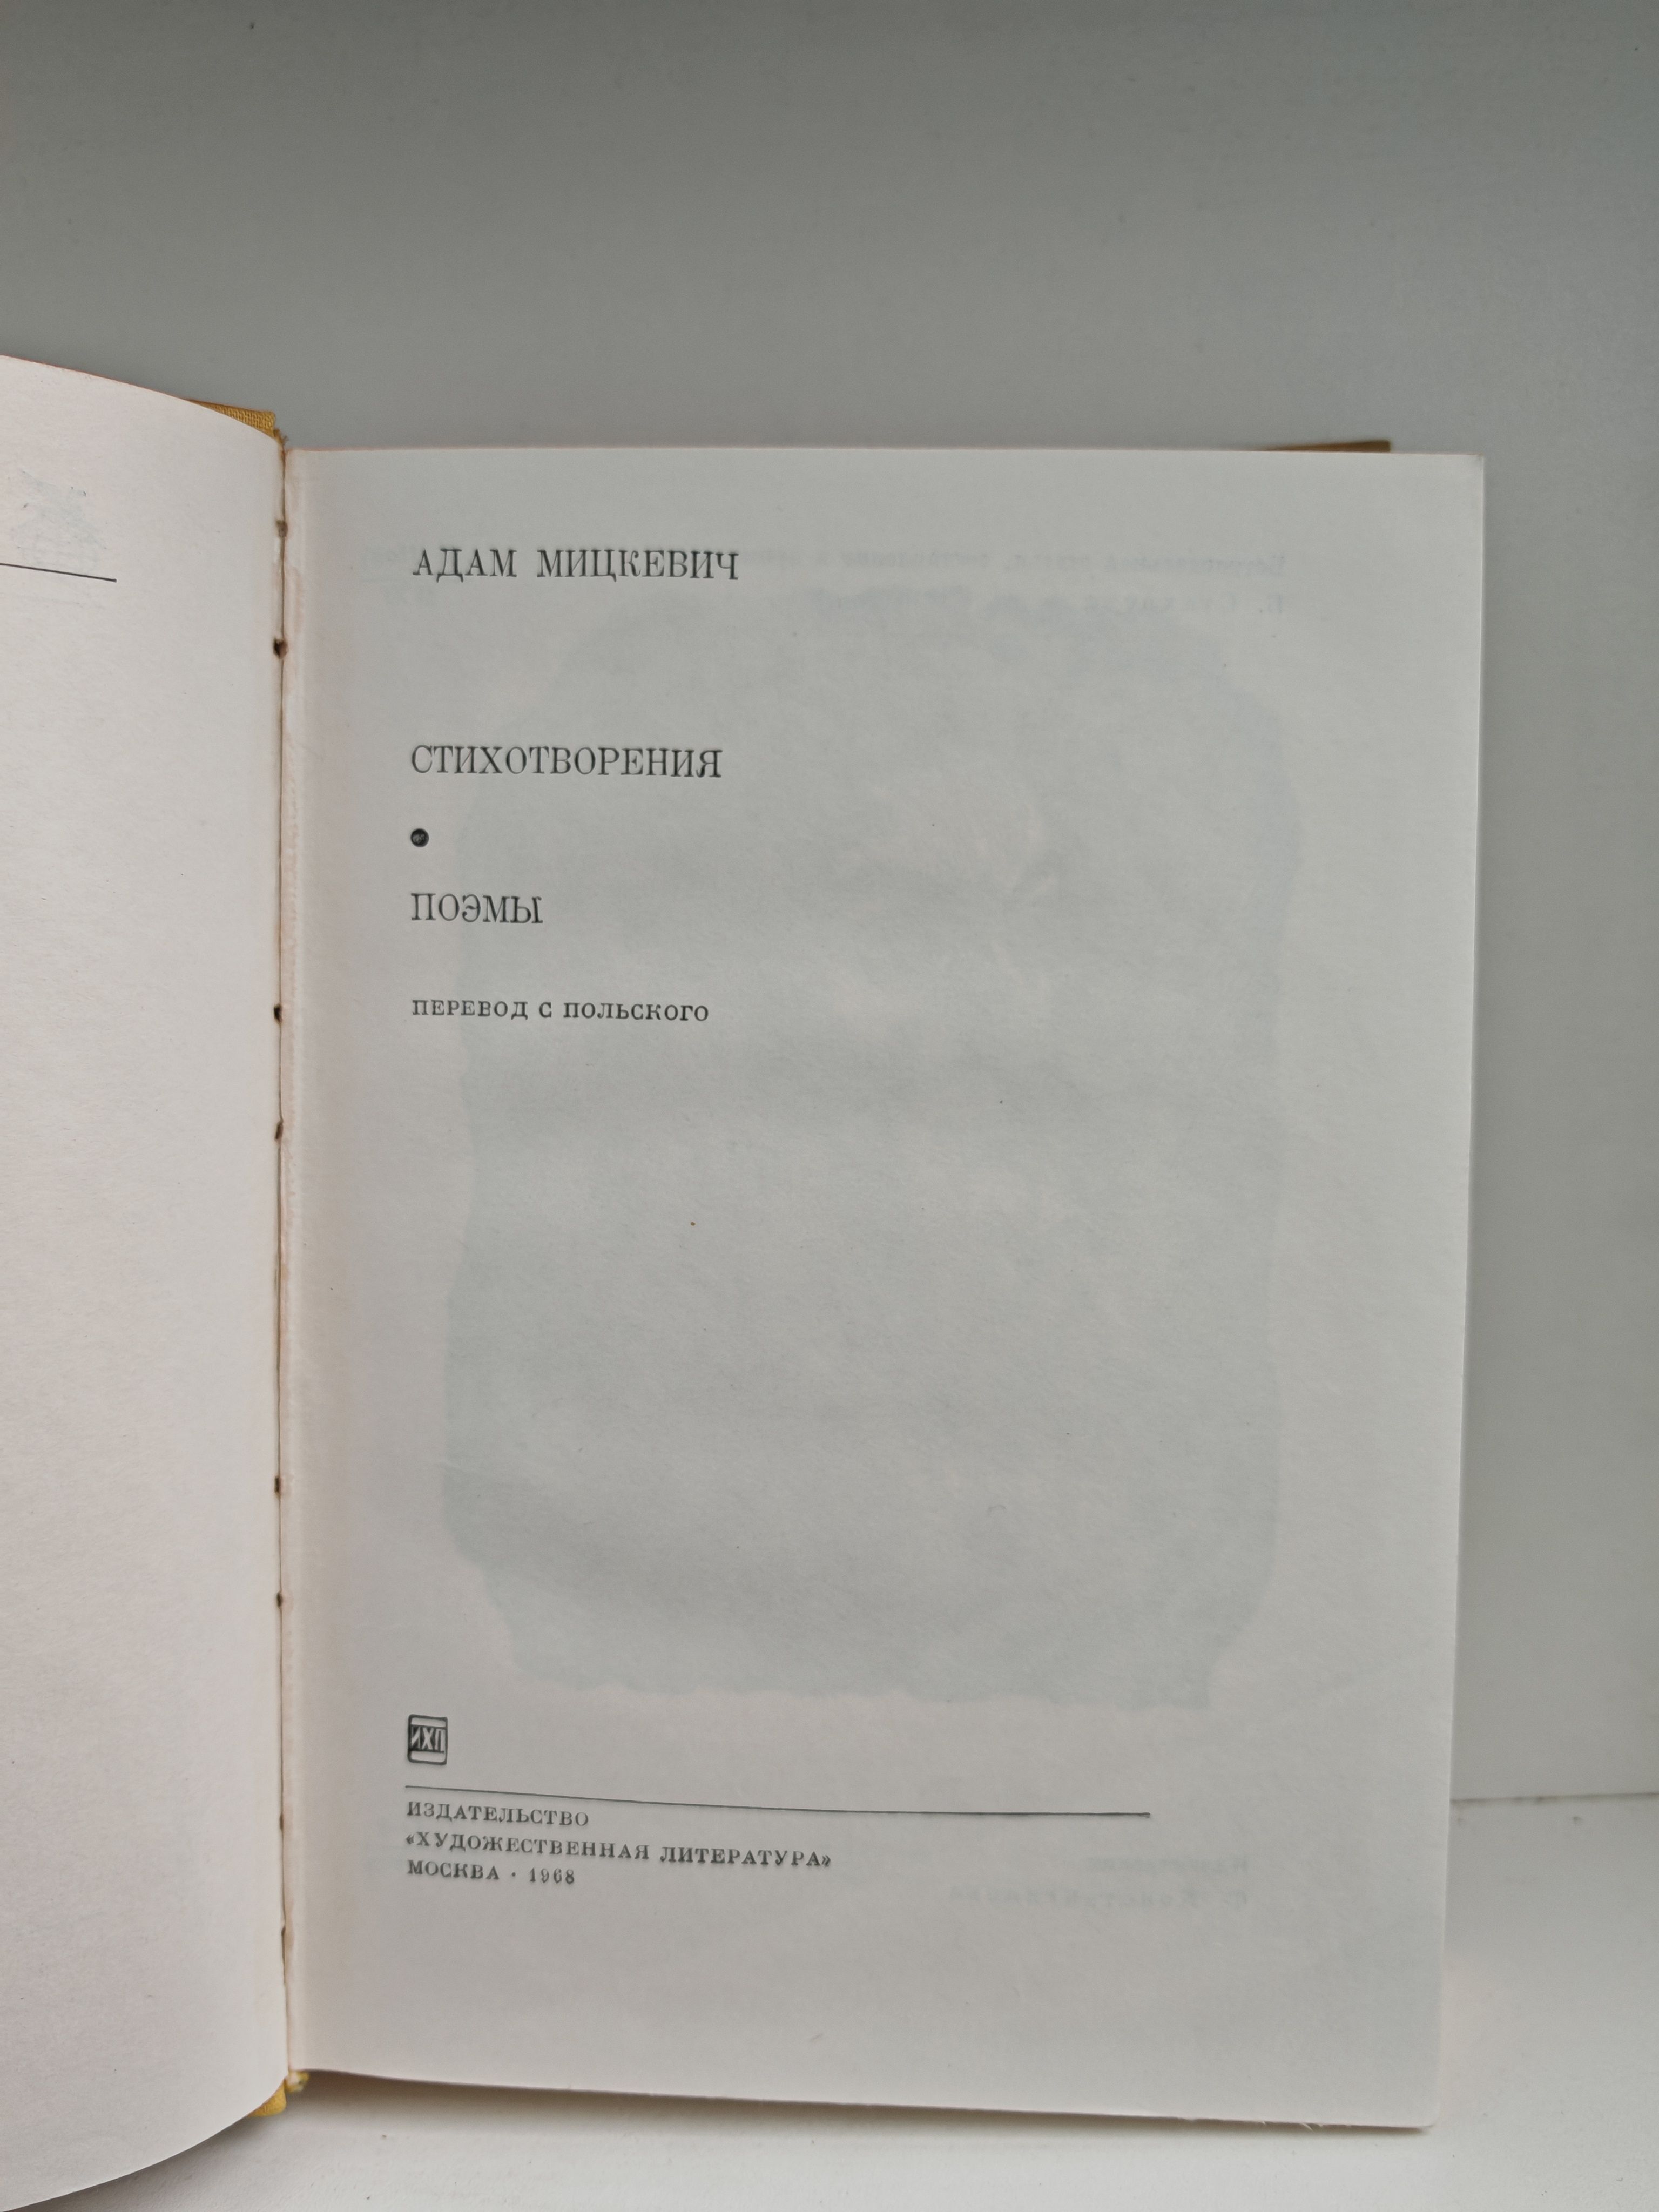 АДАМ МИЦКЕВИЧ
СТИХОТВОРЕНИЯ
•
ПОЭМЫ
ПЕРЕВОД С ПОЛЬСКОГО
ИХЛ
ИЗДАТЕЛЬСТВО
«ХУДОЖЕСТВЕННАЯ ЛИТЕРАТУРА»
МОСКВА · 1968